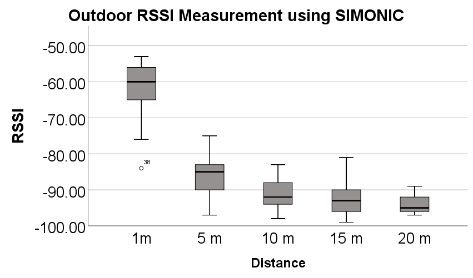 Outdoor RSSI Measurement using SIMONIC
-50.00
-60.00
-70.00
-80.00
-90.00
-100.00
RSSI
38
1m 5 m 10 m 15 m 20 m
Distance